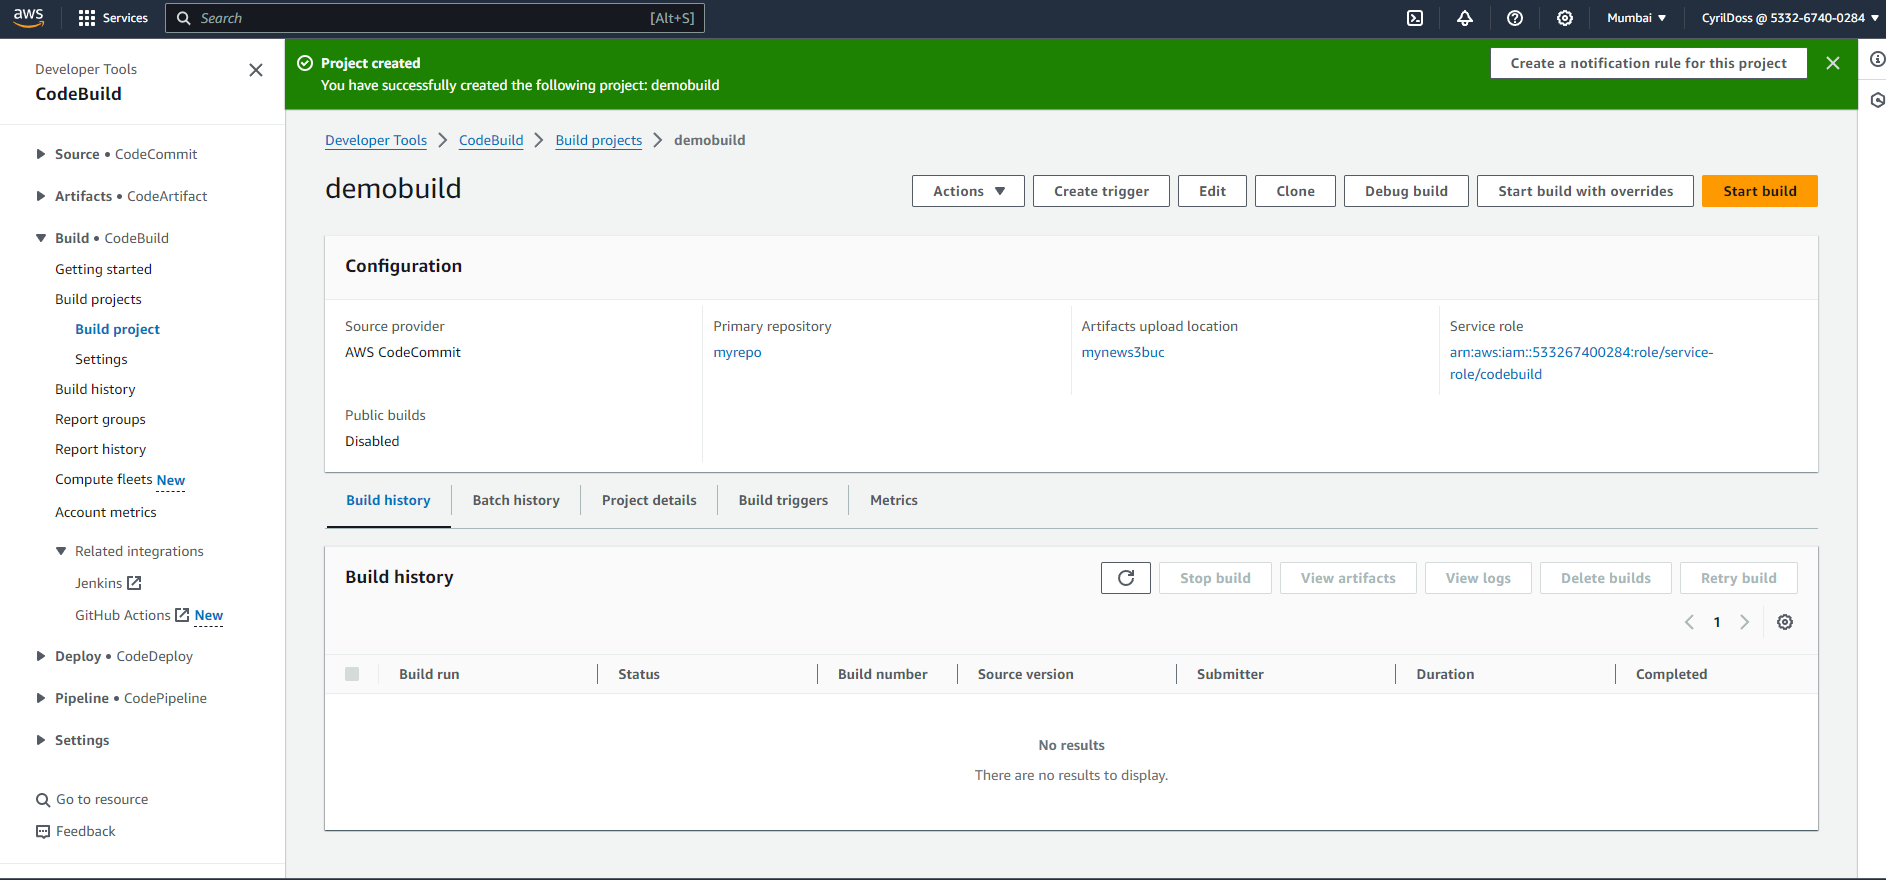 aws
Services
Search
[Alt+S]
Mumbai ▼
CyrilDoss @ 5332-6740-0284 ▼
Developer Tools
CodeBuild
Source • CodeCommit
Artifacts • CodeArtifact
Build • CodeBuild
Getting started
Build projects
Build project
Settings
Build history
Report groups
Report history
Compute fleets New
Account metrics
Related integrations
Jenkins
GitHub Actions New
Deploy • CodeDeploy
Pipeline • CodePipeline
Settings
Go to resource
Feedback
Project created
You have successfully created the following project: demobuild
Create a notification rule for this project
Developer Tools > CodeBuild > Build projects > demobuild
demobuild
Actions ▼
Create trigger
Edit
Clone
Debug build
Start build with overrides
Start build
Configuration
Source provider
AWS CodeCommit
Primary repository
myrepo
Artifacts upload location
mynews3buc
Service role
arn:aws:iam::533267400284:role/service-
role/codebuild
Public builds
Disabled
Build history
Batch history
Project details
Build triggers
Metrics
Build history
Stop build
View artifacts
View logs
Delete builds
Retry build
1
Build run
Status
Build number
Source version
Submitter
Duration
Completed
No results
There are no results to display.